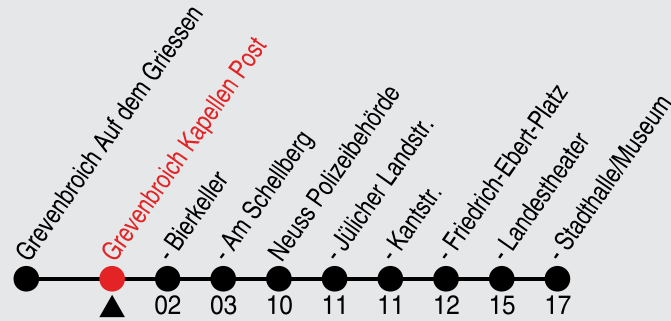 Grevenbroich Auf dem Griessen
Grevenbroich Kapellen Post
- Bierkeller
- Am Schellberg
Neuss Polizeibehörde
- Jülicher Landstr.
- Kantstr.
- Friedrich-Ebert-Platz
- Landestheater
- Stadthalle/Museum
02 03 10 11 11 12 15 17